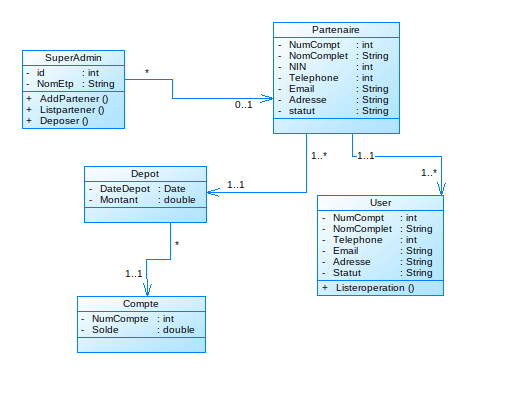 SuperAdmin
- id : int
- NomEtp : String
+ AddPartener ()
+ Listpartener ()
+ Deposer ()
*
0..1
Partenaire
- NumCompt : int
- NomComplet : String
- NIN : int
- Telephone : int
- Email : String
- Adresse : String
- statut : String
1..*
1..1
1..1
1..*
Depot
- DateDepot : Date
- Montant : double
*
1..1
User
- NumCompt : int
- NomComplet : String
- Telephone : int
- Email : String
- Adresse : String
- Statut : String
+ Listeroperation ()
Compte
- NumCompte : int
- Solde : double